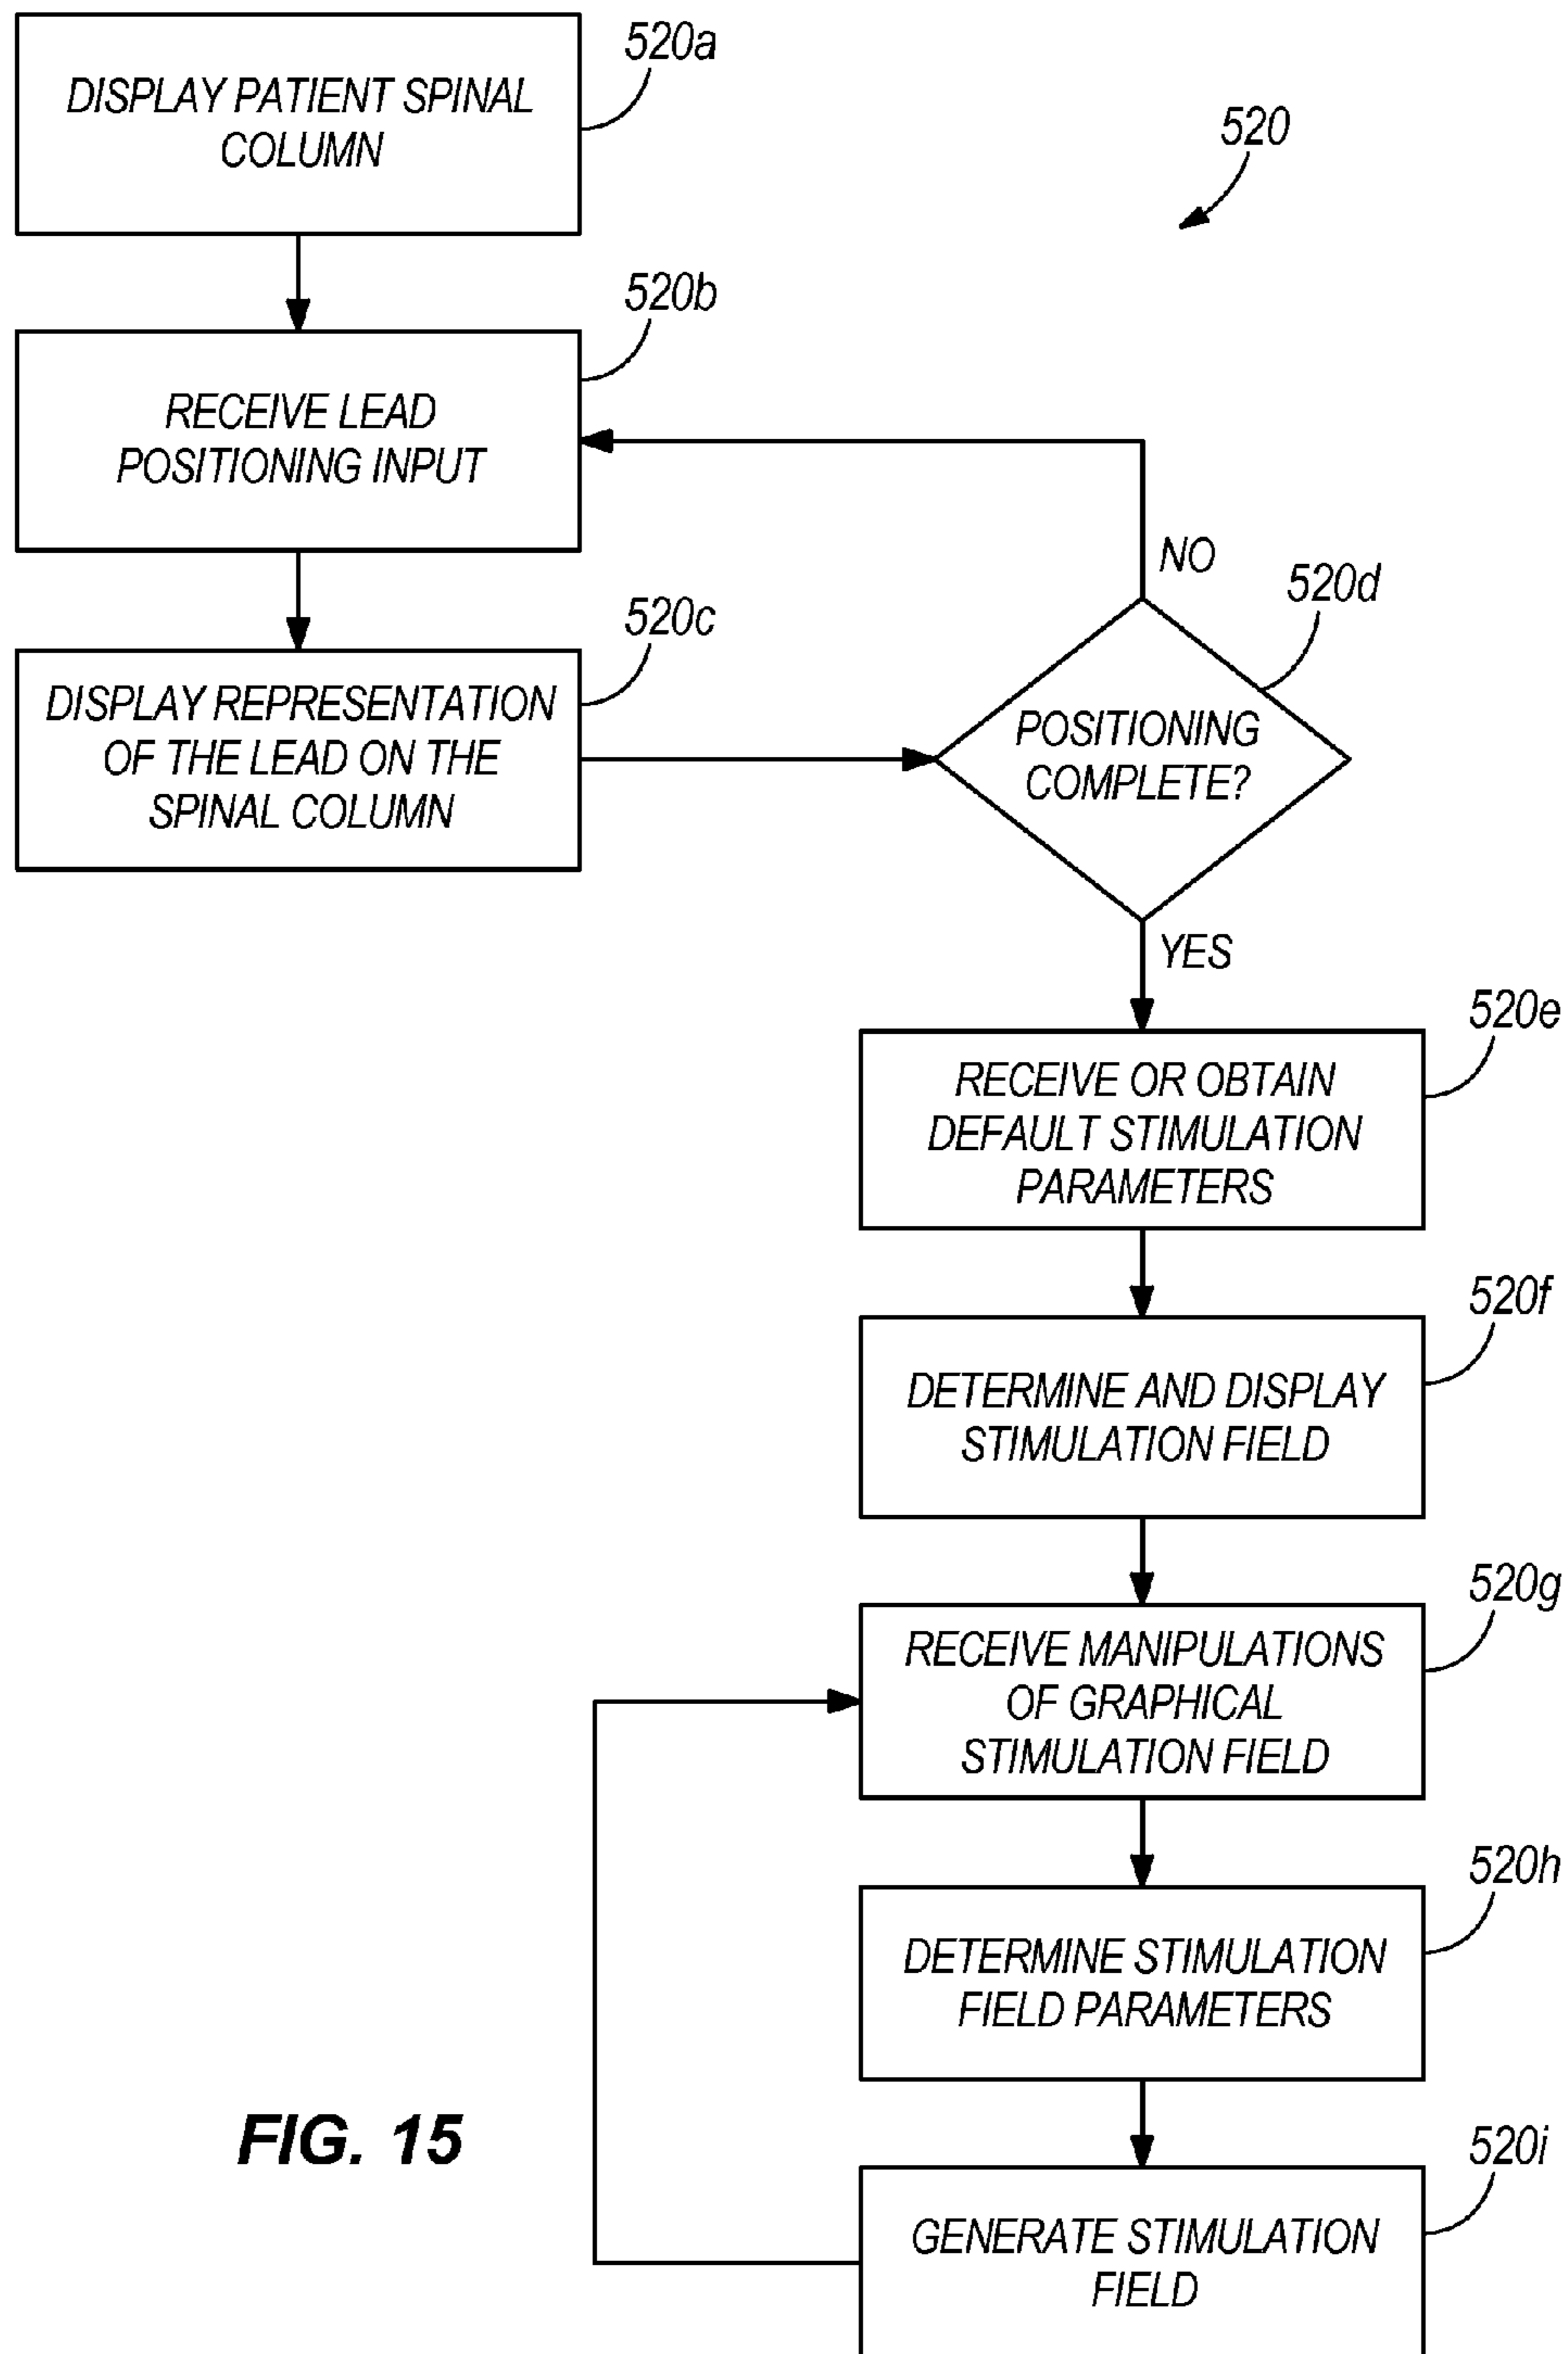 520a
DISPLAY PATIENT SPINAL
COLUMN
520
520b
RECEIVE LEAD
POSITIONING INPUT
NO
520d
520c
DISPLAY REPRESENTATION
OF THE LEAD ON THE
SPINAL COLUMN
POSITIONING
COMPLETE?
YES
520e
RECEIVE OR OBTAIN
DEFAULT STIMULATION
PARAMETERS
520f
DETERMINE AND DISPLAY
STIMULATION FIELD
520g
RECEIVE MANIPULATIONS
OF GRAPHICAL
STIMULATION FIELD
520h
DETERMINE STIMULATION
FIELD PARAMETERS
FIG. 15
520i
GENERATE STIMULATION
FIELD